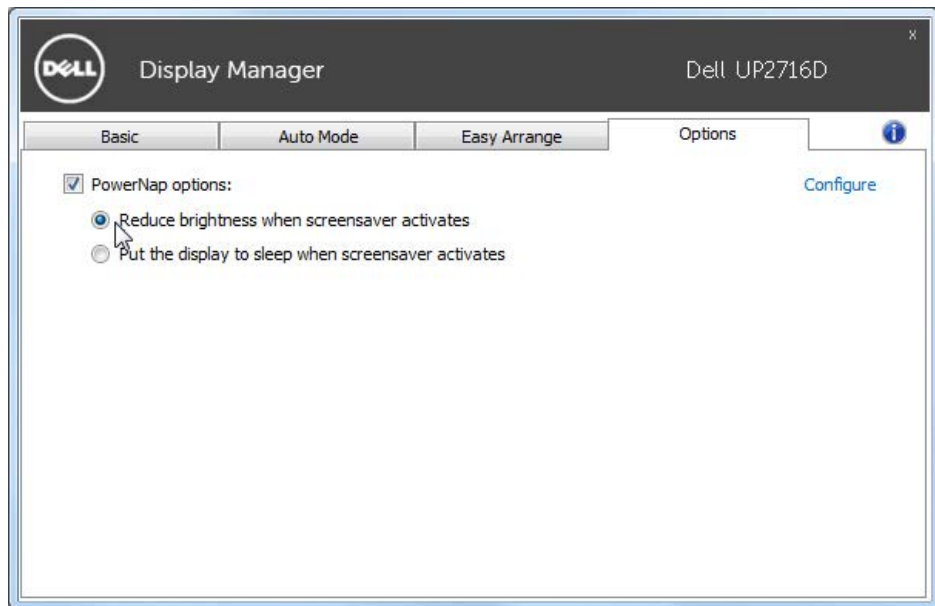 x
DELL
Display Manager
Dell UP2716D
Basic
Auto Mode
Easy Arrange
Options
i
PowerNap options:
Configure
Reduce brightness when screensaver activates
Put the display to sleep when screensaver activates